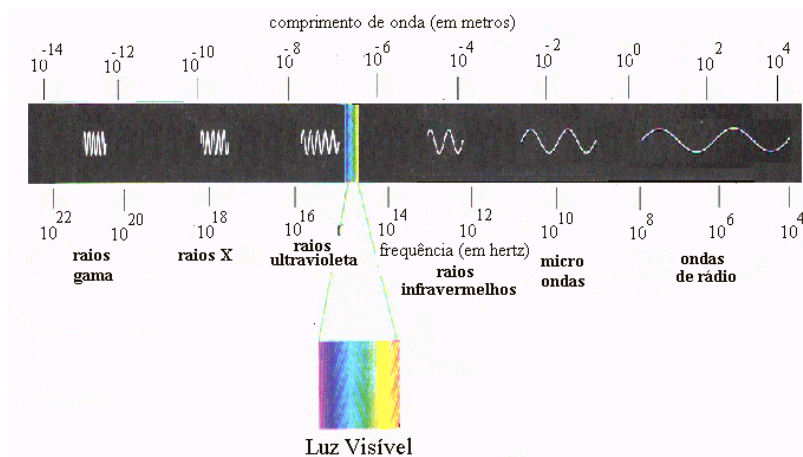 comprimento de onda (em metros)
10^-14 10^-12 10^-10 10^-8 10^-6 10^-4 10^-2 10^0 10^2 10^4
10^22 10^20 10^18 10^16 10^14 10^12 10^10 10^8 10^6 10^4
frequência (em hertz)
raios
gama
raios X
raios
ultravioleta
raios
infravermelhos
micro
ondas
ondas
de rádio
Luz Visível